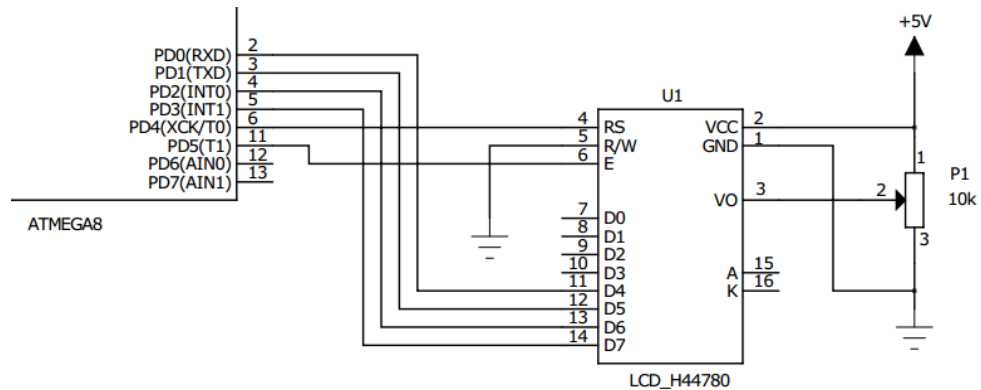 +5V
PD0(RXD) 2
PD1(TXD) 3
PD2(INT0) 4
PD3(INT1) 5
PD4(XCK/T0) 6
PD5(T1) 11
PD6(AIN0) 12
PD7(AIN1) 13
ATMEGA8
U1
4 RS VCC 2
5 R/W GND 1
6 E
VO 3
7 D0
8 D1
9 D2
10 D3
11 D4
12 D5
13 D6
14 D7
A 15
K 16
LCD_H44780
1
2
3
P1
10k